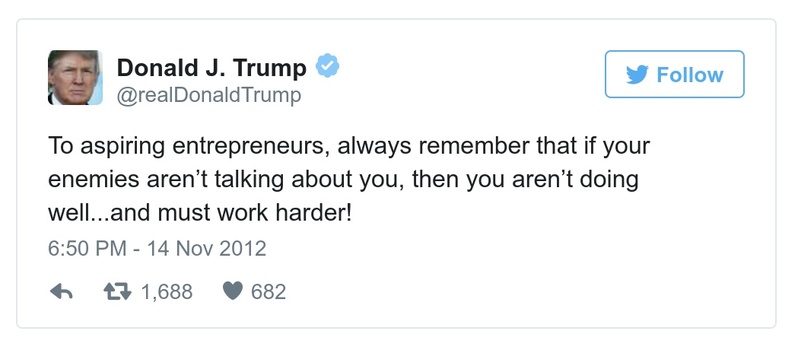 Donald J. Trump
Follow
@realDonaldTrump
To aspiring entrepreneurs, always remember that if your
enemies aren’t talking about you, then you aren’t doing
well...and must work harder!
6:50 PM - 14 Nov 2012
1,688 682